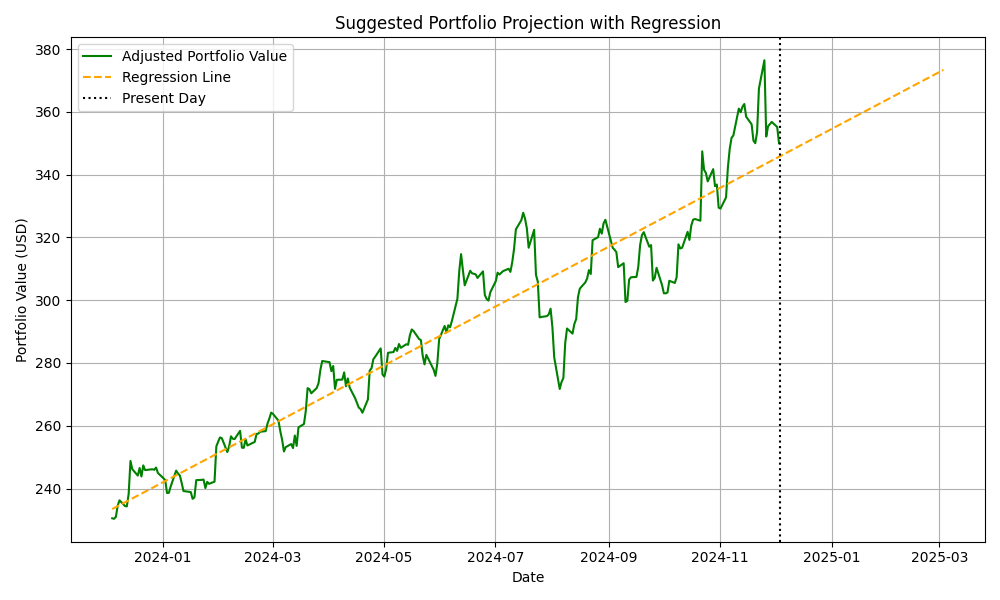 Suggested Portfolio Projection with Regression
Adjusted Portfolio Value
Regression Line
Present Day
Portfolio Value (USD)
380
360
340
320
300
280
260
240
2024-01 2024-03 2024-05 2024-07 2024-09 2024-11 2025-01 2025-03
Date